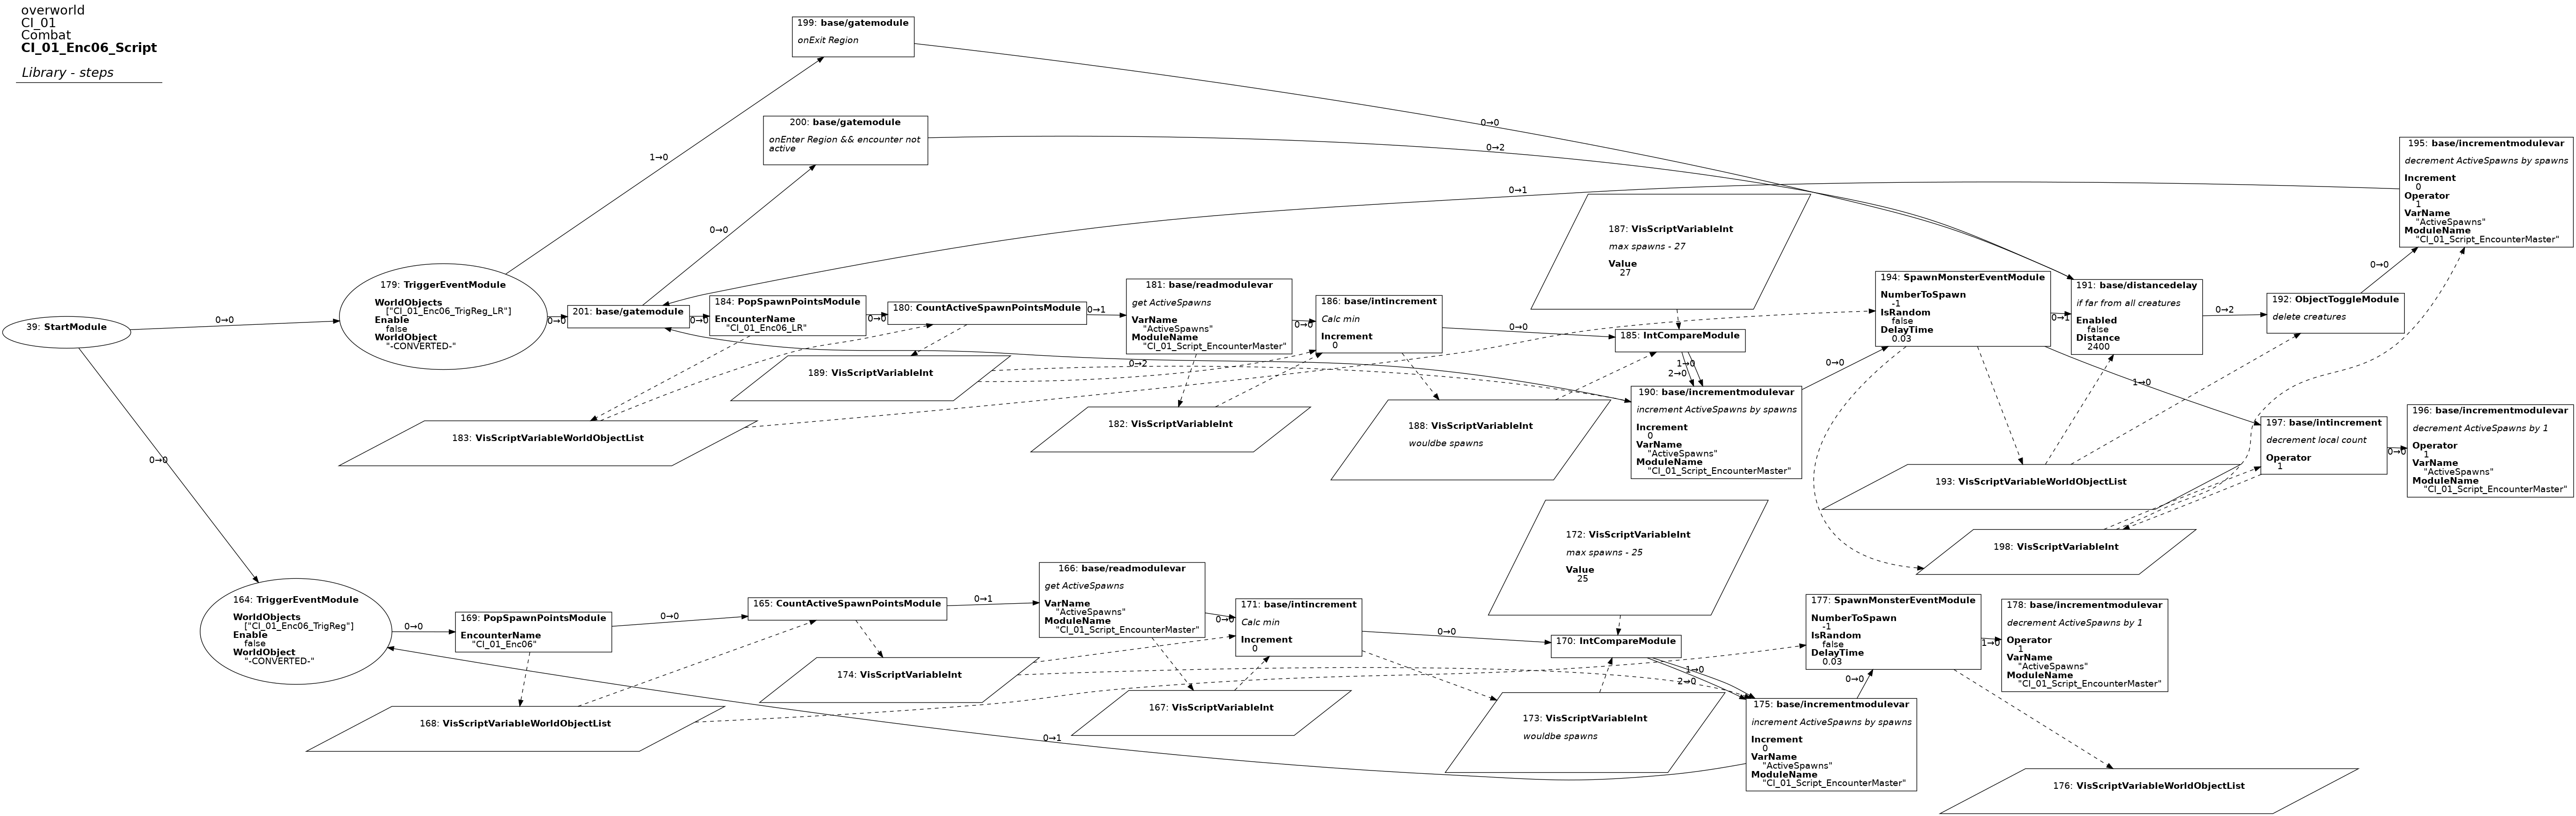 overworld
CI_01
Combat
CI_01_Enc06_Script
Library - steps
199: base/gatemodule
onExit Region
200: base/gatemodule
onEnter Region && encounter not
active
1→0
0→0
0→2
0→1
0→0
195: base/incrementmodulevar
decrement ActiveSpawns by spawns
Increment
0
Operator
1
VarName
"ActiveSpawns"
ModuleName
"CI_01_Script_EncounterMaster"
39: StartModule
0→0
179: TriggerEventModule
WorldObjects
["CI_01_Enc06_TrigReg_LR"]
Enable
false
WorldObject
"-CONVERTED-"
0→0
201: base/gatemodule
0→0
184: PopSpawnPointsModule
EncounterName
"CI_01_Enc06_LR"
0→0
180: CountActiveSpawnPointsModule
0→1
181: base/readmodulevar
get ActiveSpawns
VarName
"ActiveSpawns"
ModuleName
"CI_01_Script_EncounterMaster"
0→0
186: base/intincrement
Calc min
Increment
0
0→0
187: VisScriptVariableInt
max spawns - 27
Value
27
185: IntCompareModule
1→0
2→0
190: base/incrementmodulevar
increment ActiveSpawns by spawns
Increment
0
VarName
"ActiveSpawns"
ModuleName
"CI_01_Script_EncounterMaster"
0→0
0→2
194: SpawnMonsterEventModule
NumberToSpawn
-1
IsRandom
false
DelayTime
0.03
0→1
1→0
191: base/distancedelay
if far from all creatures
Enabled
false
Distance
2400
0→2
192: ObjectToggleModule
delete creatures
0→0
189: VisScriptVariableInt
183: VisScriptVariableWorldObjectList
182: VisScriptVariableInt
188: VisScriptVariableInt
wouldbe spawns
193: VisScriptVariableWorldObjectList
197: base/intincrement
decrement local count
Operator
1
0→0
196: base/incrementmodulevar
decrement ActiveSpawns by 1
Operator
1
VarName
"ActiveSpawns"
ModuleName
"CI_01_Script_EncounterMaster"
198: VisScriptVariableInt
0→0
164: TriggerEventModule
WorldObjects
["CI_01_Enc06_TrigReg"]
Enable
false
WorldObject
"-CONVERTED-"
0→0
169: PopSpawnPointsModule
EncounterName
"CI_01_Enc06"
0→0
165: CountActiveSpawnPointsModule
0→1
166: base/readmodulevar
get ActiveSpawns
VarName
"ActiveSpawns"
ModuleName
"CI_01_Script_EncounterMaster"
0→0
171: base/intincrement
Calc min
Increment
0
0→0
172: VisScriptVariableInt
max spawns - 25
Value
25
170: IntCompareModule
1→0
2→0
177: SpawnMonsterEventModule
NumberToSpawn
-1
IsRandom
false
DelayTime
0.03
1→0
178: base/incrementmodulevar
decrement ActiveSpawns by 1
Operator
1
VarName
"ActiveSpawns"
ModuleName
"CI_01_Script_EncounterMaster"
0→0
174: VisScriptVariableInt
168: VisScriptVariableWorldObjectList
167: VisScriptVariableInt
173: VisScriptVariableInt
wouldbe spawns
0→1
175: base/incrementmodulevar
increment ActiveSpawns by spawns
Increment
0
VarName
"ActiveSpawns"
ModuleName
"CI_01_Script_EncounterMaster"
176: VisScriptVariableWorldObjectList